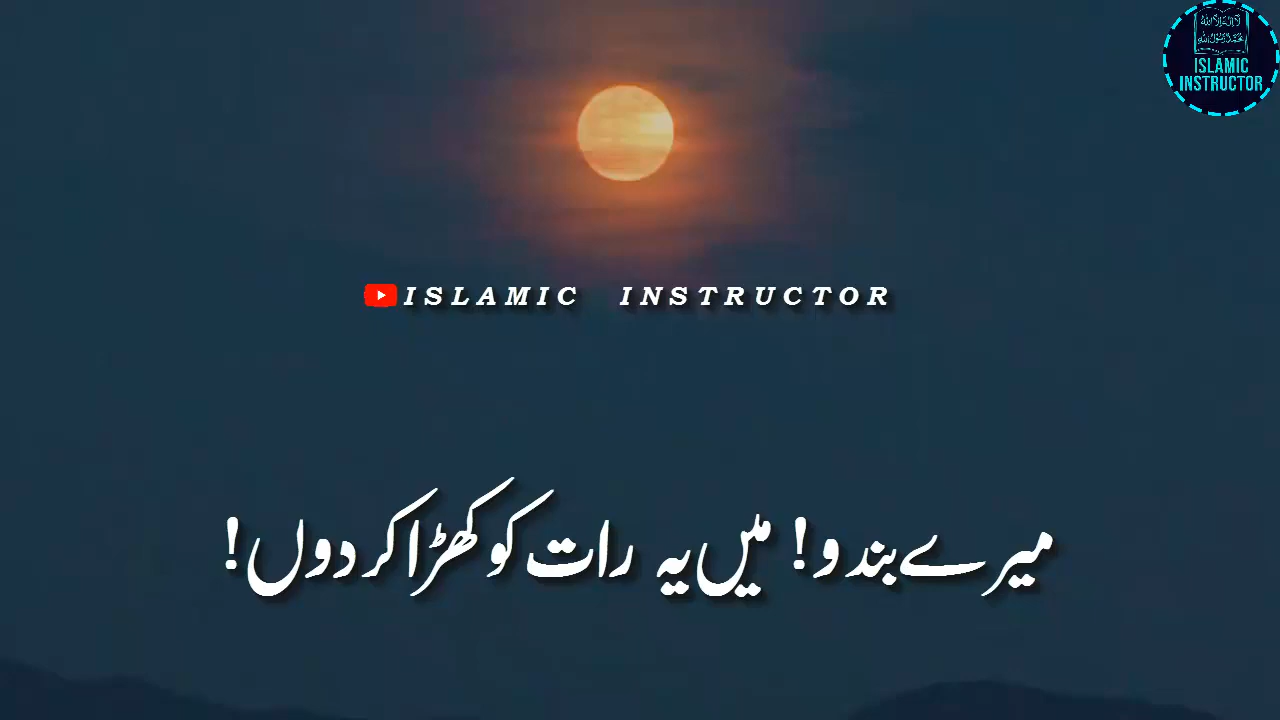 ISLAMIC
INSTRUCTOR
ISLAMIC INSTRUCTOR
میرے بندو! میں یہ رات کو کھڑا کر دوں!